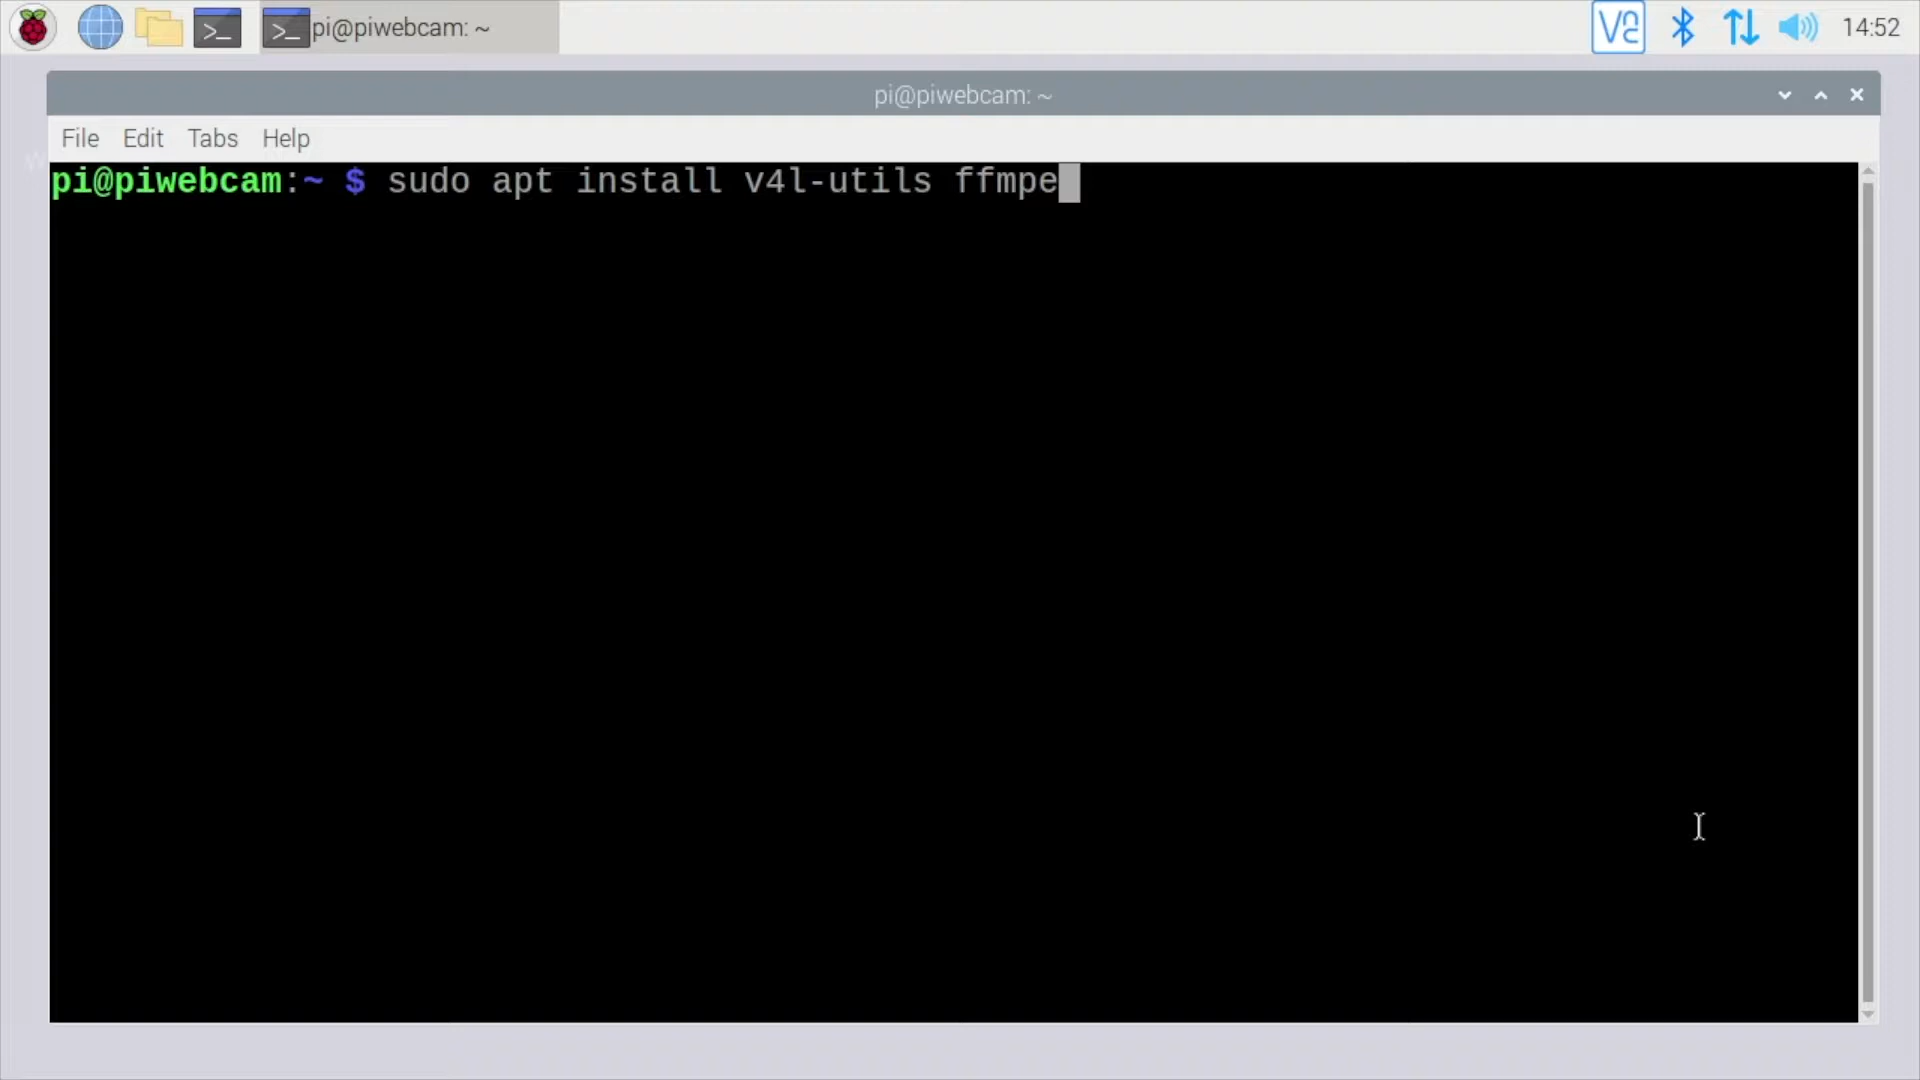 pi@piwebcam: ~
14:52
pi@piwebcam: ~
File Edit Tabs Help
pi@piwebcam:~ $ sudo apt install v4l-utils ffmpe